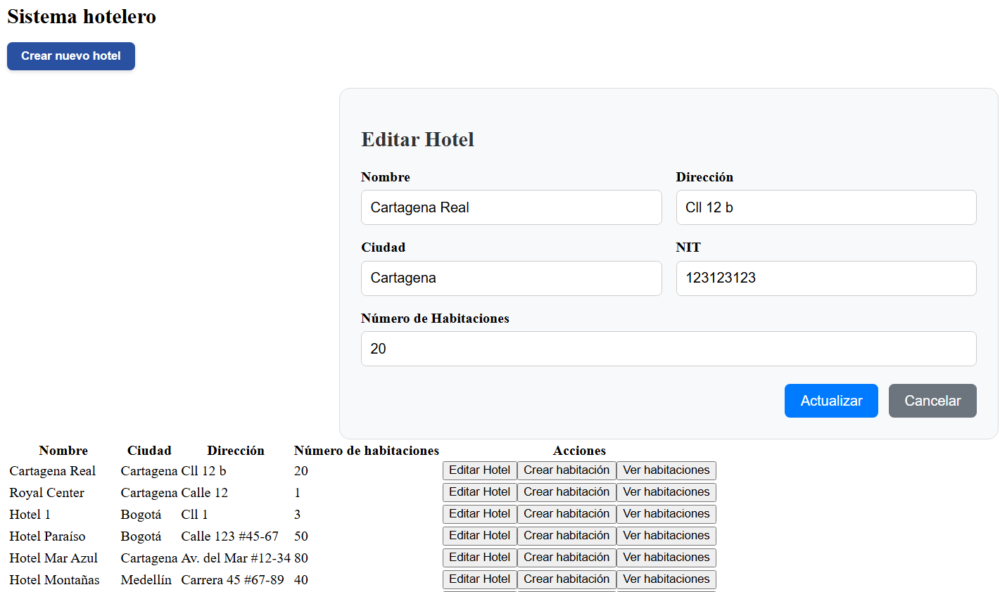 Sistema hotelero
Crear nuevo hotel
Editar Hotel
Nombre Dirección
Cartagena Real Cll 12 b
Ciudad NIT
Cartagena 123123123
Número de Habitaciones
20
Actualizar Cancelar
Nombre Ciudad Dirección Número de habitaciones Acciones
Cartagena Real Cartagena Cll 12 b 20 Editar Hotel Crear habitación Ver habitaciones
Royal Center Cartagena Calle 12 1 Editar Hotel Crear habitación Ver habitaciones
Hotel 1 Bogotá Cll 1 3 Editar Hotel Crear habitación Ver habitaciones
Hotel Paraíso Bogotá Calle 123 #45-67 50 Editar Hotel Crear habitación Ver habitaciones
Hotel Mar Azul Cartagena Av. del Mar #12-34 80 Editar Hotel Crear habitación Ver habitaciones
Hotel Montañas Medellín Carrera 45 #67-89 40 Editar Hotel Crear habitación Ver habitaciones